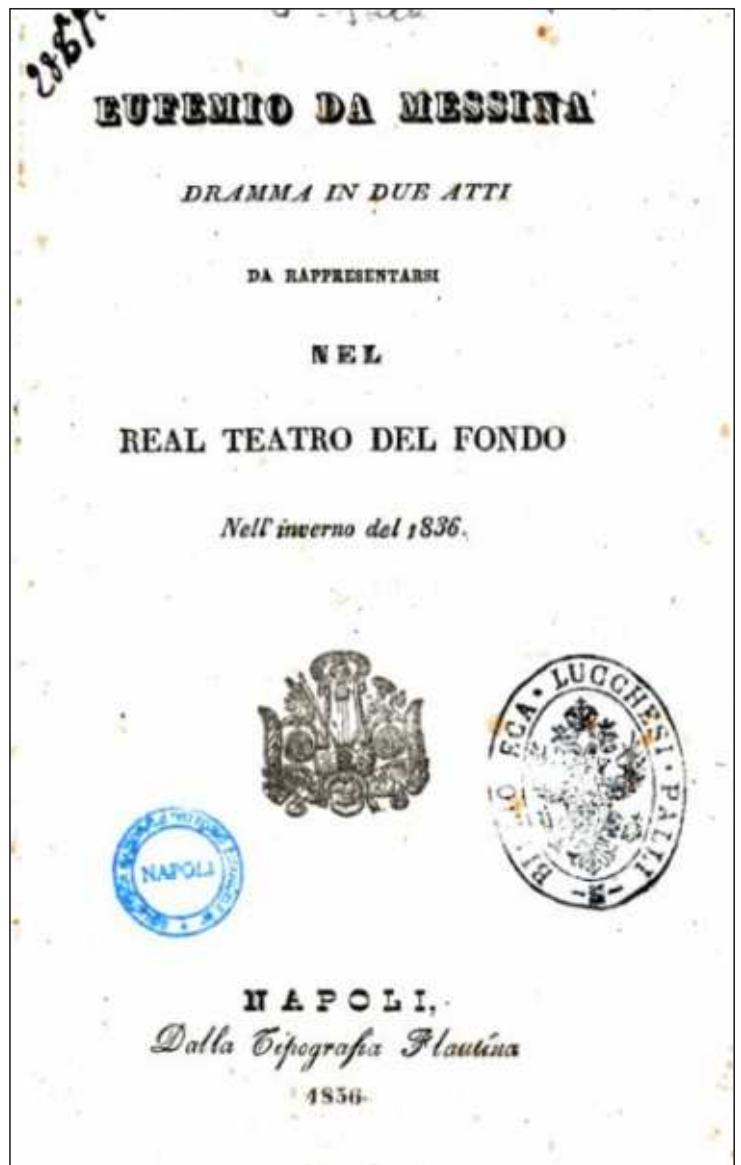 EUFEMIO DA MESSINA
DRAMMA IN DUE ATTI
DA RAPPRESENTARSI
NEL
REAL TEATRO DEL FONDO
Nell' inverno del 1836.
LUCCHESI · PALLI
NAPOLI
NAPOLI,
Dalla Tipografia Flautina
1836